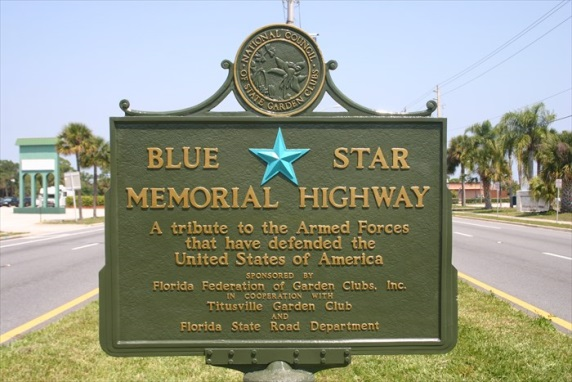 NATIONAL COUNCIL
OF STATE GARDEN CLUBS
BLUE STAR
MEMORIAL HIGHWAY
A tribute to the Armed Forces
that have defended the
United States of America
SPONSORED BY
Florida Federation of Garden Clubs, Inc.
IN COOPERATION WITH
Titusville Garden Club
AND
Florida State Road Department